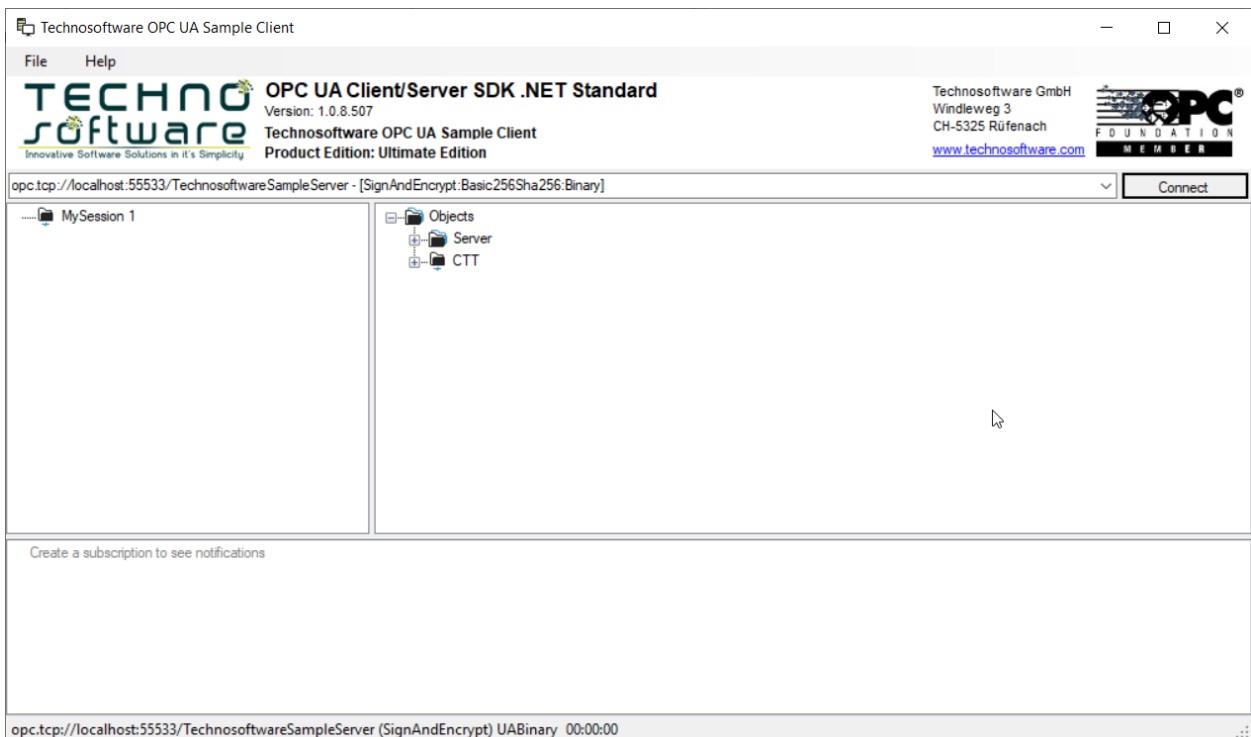 Technosoftware OPC UA Sample Client
File Help
TECHNO
software
Innovative Software Solutions in it's Simplicity
OPC UA Client/Server SDK .NET Standard
Version: 1.0.8.507
Technosoftware OPC UA Sample Client
Product Edition: Ultimate Edition
Technosoftware GmbH
Windleweg 3
CH-5325 Rüfenach
www.technosoftware.com
OPC®
FOUNDATION
MEMBER
opc.tcp://localhost:55533/TechnosoftwareSampleServer - [SignAndEncrypt:Basic256Sha256:Binary]
Connect
MySession 1
Objects
Server
CTT
Create a subscription to see notifications
opc.tcp://localhost:55533/TechnosoftwareSampleServer (SignAndEncrypt) UABinary 00:00:00